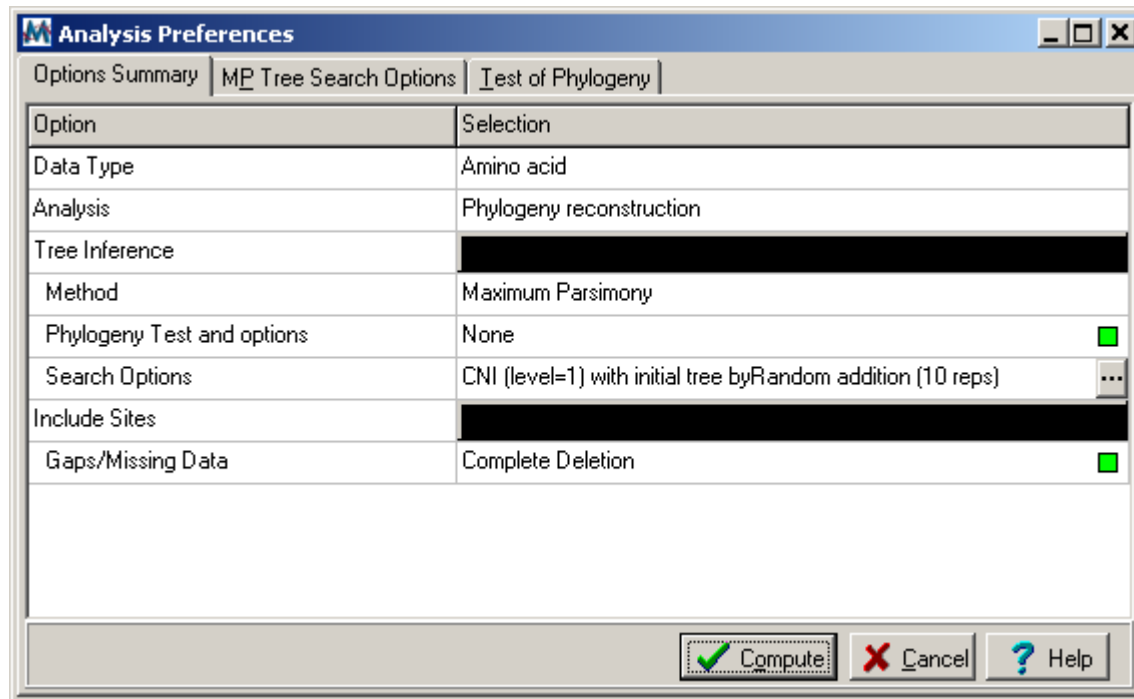 Analysis Preferences
Options Summary MP Tree Search Options Test of Phylogeny
Option Selection
Data Type Amino acid
Analysis Phylogeny reconstruction
Tree Inference
Method Maximum Parsimony
Phylogeny Test and options None
Search Options CNI (level=1) with initial tree byRandom addition (10 reps) ...
Include Sites
Gaps/Missing Data Complete Deletion
Compute Cancel ? Help